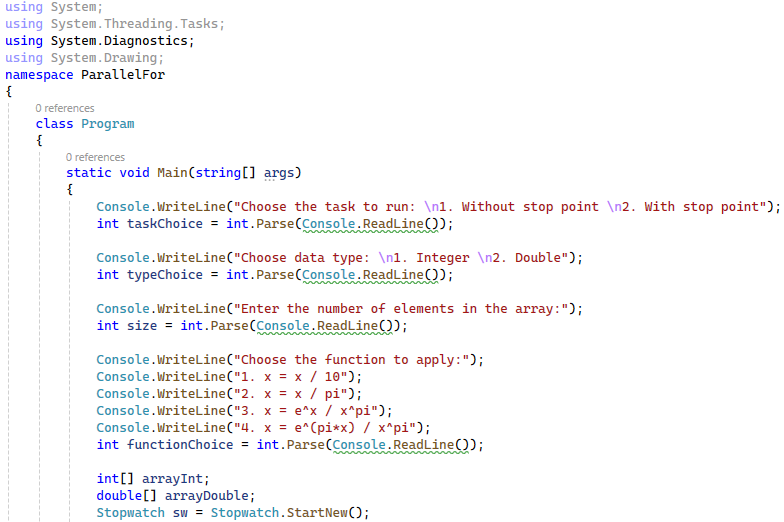 using System;
using System.Threading.Tasks;
using System.Diagnostics;
using System.Drawing;
namespace ParallelFor
{
0 references
class Program
{
0 references
static void Main(string[] args)
{
Console.WriteLine("Choose the task to run: \n1. Without stop point \n2. With stop point");
int taskChoice = int.Parse(Console.ReadLine());
Console.WriteLine("Choose data type: \n1. Integer \n2. Double");
int typeChoice = int.Parse(Console.ReadLine());
Console.WriteLine("Enter the number of elements in the array:");
int size = int.Parse(Console.ReadLine());
Console.WriteLine("Choose the function to apply:");
Console.WriteLine("1. x = x / 10");
Console.WriteLine("2. x = x / pi");
Console.WriteLine("3. x = e^x / x^pi");
Console.WriteLine("4. x = e^(pi*x) / x^pi");
int functionChoice = int.Parse(Console.ReadLine());
int[] arrayInt;
double[] arrayDouble;
Stopwatch sw = Stopwatch.StartNew();